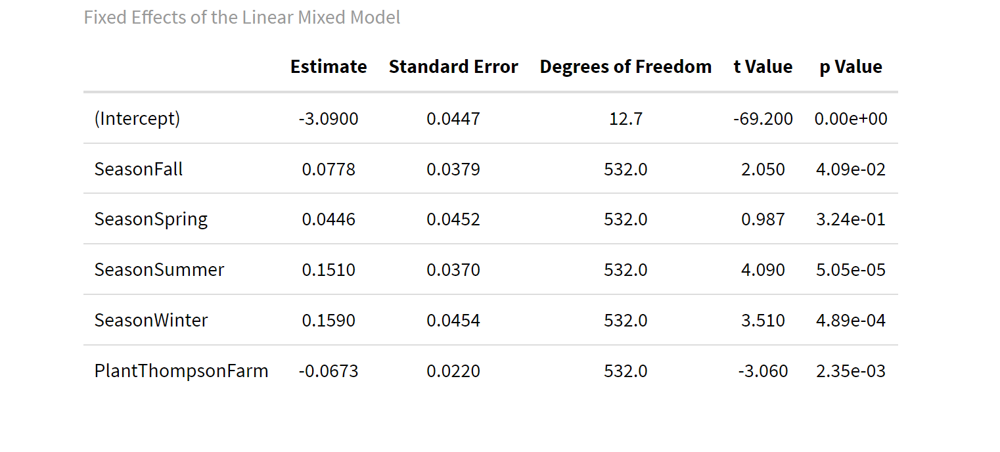 Fixed Effects of the Linear Mixed Model
Estimate Standard Error Degrees of Freedom t Value p Value
(Intercept) -3.0900 0.0447 12.7 -69.200 0.00e+00
SeasonFall 0.0778 0.0379 532.0 2.050 4.09e-02
SeasonSpring 0.0446 0.0452 532.0 0.987 3.24e-01
SeasonSummer 0.1510 0.0370 532.0 4.090 5.05e-05
SeasonWinter 0.1590 0.0454 532.0 3.510 4.89e-04
PlantThompsonFarm -0.0673 0.0220 532.0 -3.060 2.35e-03